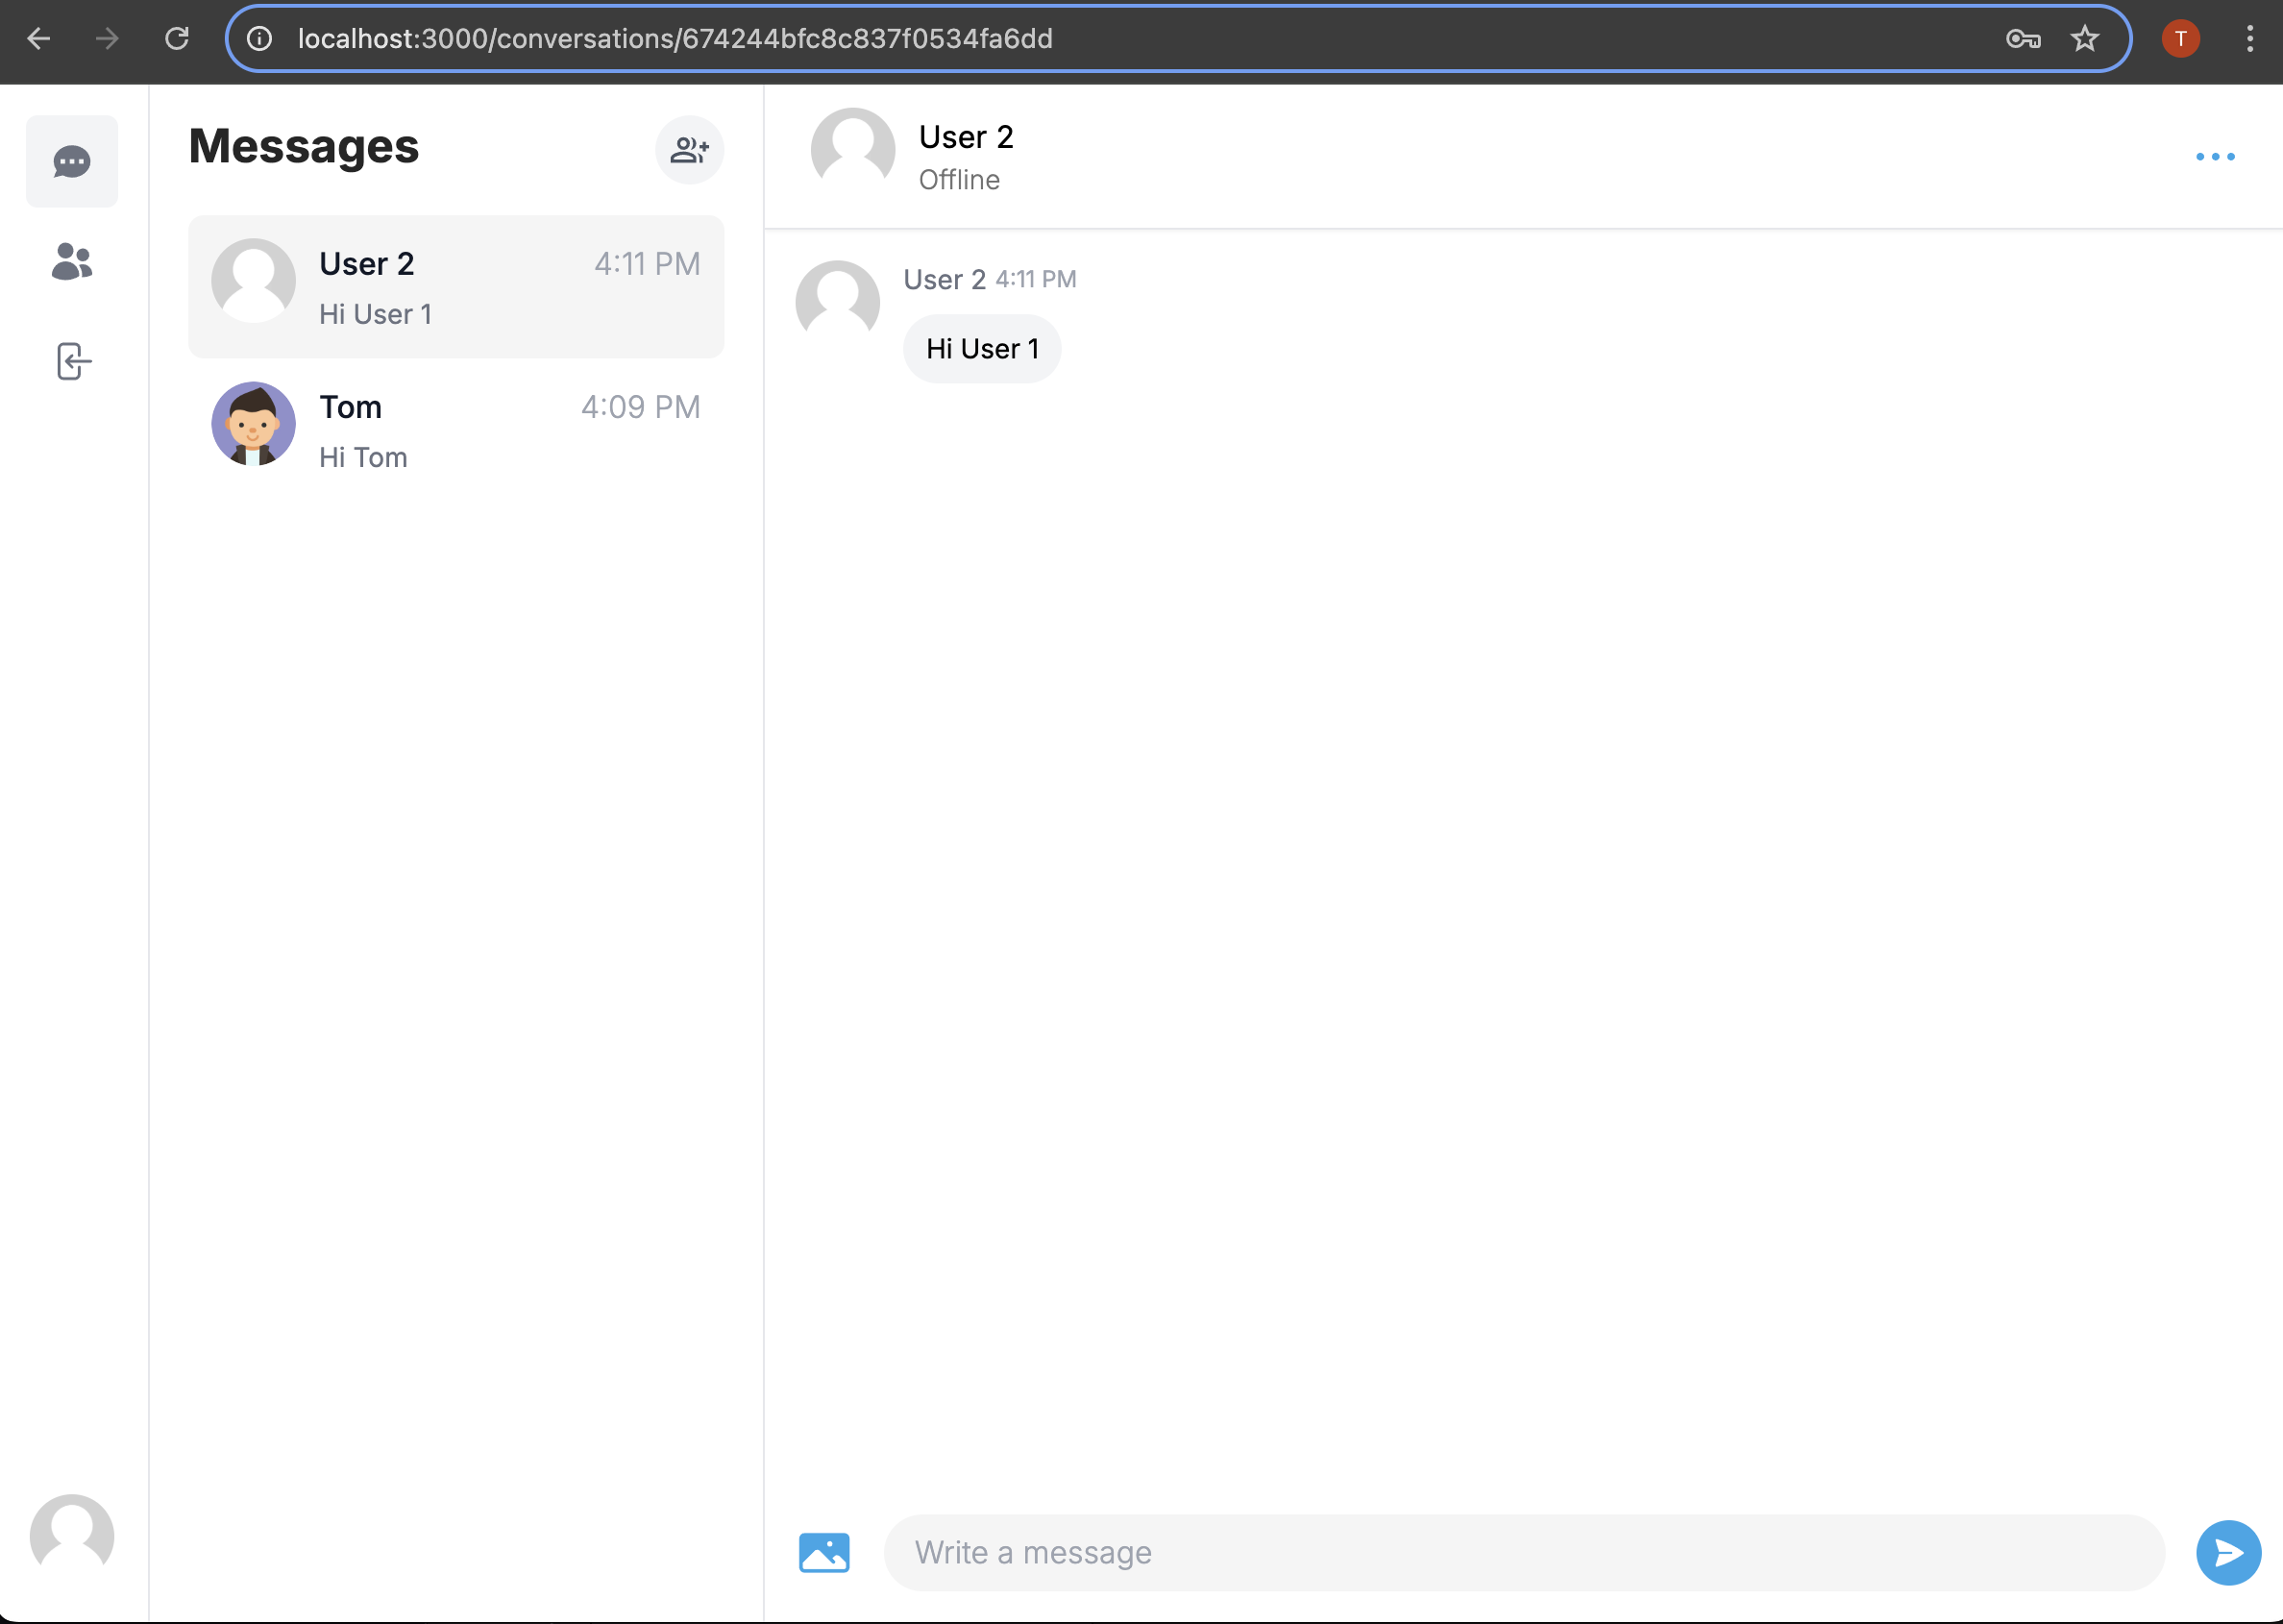 localhost:3000/conversations/674244bfc8c837f0534fa6dd
T
Messages
User 2 4:11 PM
Hi User 1
Tom 4:09 PM
Hi Tom
User 2
Offline
User 2 4:11 PM
Hi User 1
Write a message